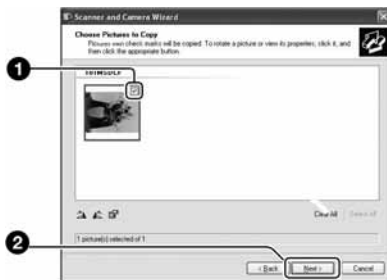 Scanner and Camera Wizard
Choose Pictures to Copy
Pictures with check marks will be copied. To rotate a picture or view its properties, click it, and
then click the appropriate button.
1
101MSDCF
Clear All
Select All
2
1 picture(s) selected of 1
< Back
Next >
Cancel